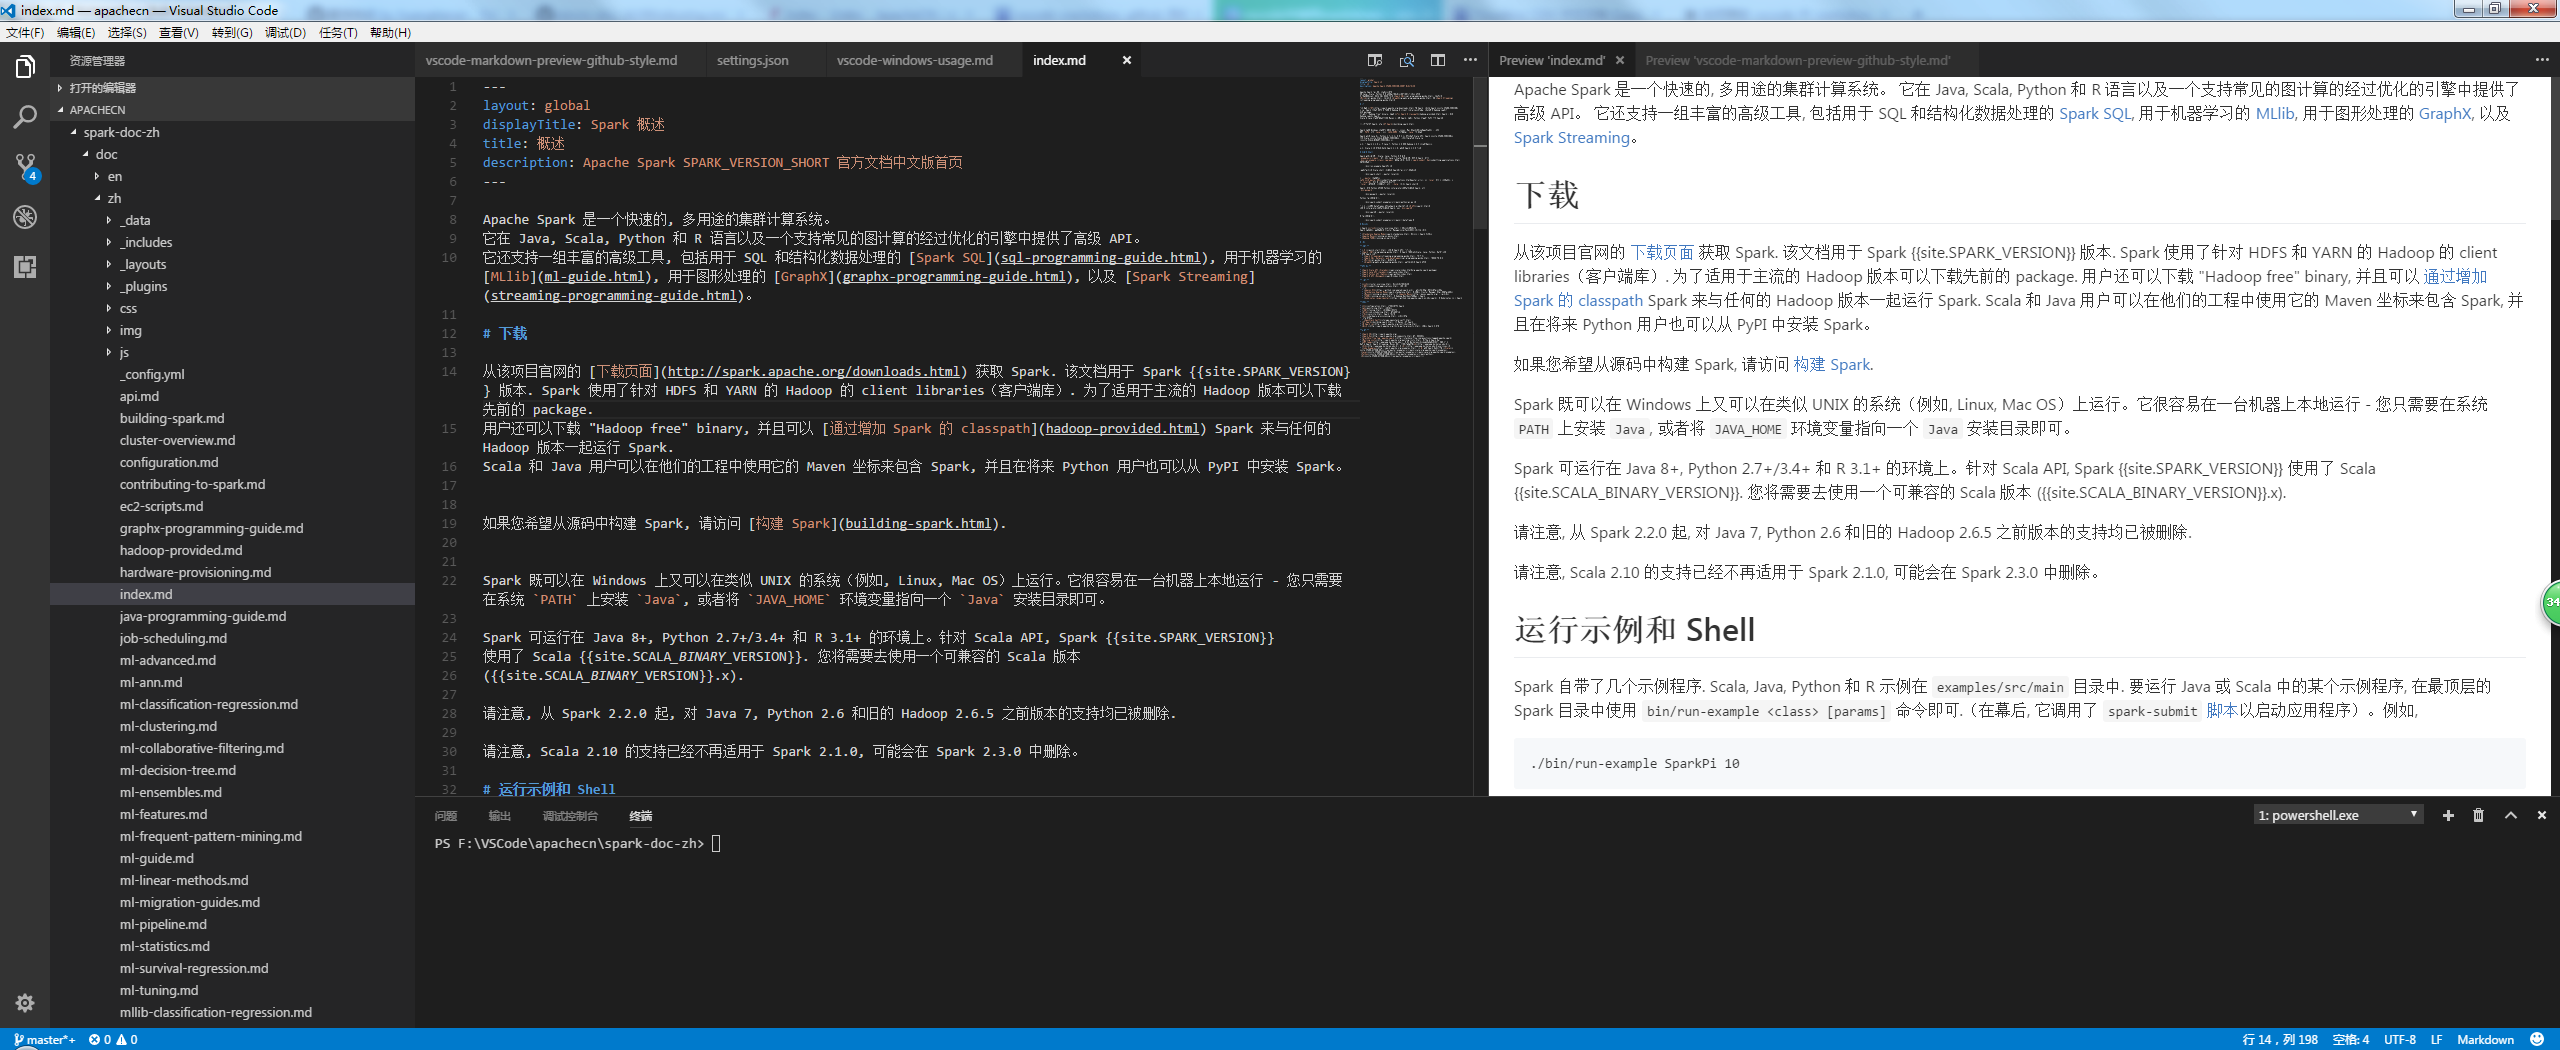 index.md — apachecn — Visual Studio Code
文件(F) 编辑(E) 选择(S) 查看(V) 转到(G) 调试(D) 任务(T) 帮助(H)
资源管理器
打开的编辑器
APACHECN
spark-doc-zh
doc
en
zh
_data
_includes
_layouts
_plugins
css
img
js
_config.yml
api.md
building-spark.md
cluster-overview.md
configuration.md
contributing-to-spark.md
ec2-scripts.md
graphx-programming-guide.md
hadoop-provided.md
hardware-provisioning.md
index.md
java-programming-guide.md
job-scheduling.md
ml-advanced.md
ml-ann.md
ml-classification-regression.md
ml-clustering.md
ml-collaborative-filtering.md
ml-decision-tree.md
ml-ensembles.md
ml-features.md
ml-frequent-pattern-mining.md
ml-guide.md
ml-linear-methods.md
ml-migration-guides.md
ml-pipeline.md
ml-statistics.md
ml-survival-regression.md
ml-tuning.md
mllib-classification-regression.md
4
vscode-markdown-preview-github-style.md settings.json vscode-windows-usage.md index.md
1 ---
2 layout: global
3 displayTitle: Spark 概述
4 title: 概述
5 description: Apache Spark SPARK_VERSION_SHORT 官方文档中文版首页
6 ---
7
8 Apache Spark 是一个快速的, 多用途的集群计算系统。
9 它在 Java, Scala, Python 和 R 语言以及一个支持常见的图计算的经过优化的引擎中提供了高级 API。
10 它还支持一组丰富的高级工具, 包括用于 SQL 和结构化数据处理的 [Spark SQL](sql-programming-guide.html), 用于机器学习的
[MLlib](ml-guide.html), 用于图形处理的 [GraphX](graphx-programming-guide.html), 以及 [Spark Streaming]
(streaming-programming-guide.html)。
11
12 # 下载
13
14 从该项目官网的 [下载页面](http://spark.apache.org/downloads.html) 获取 Spark. 该文档用于 Spark {{site.SPARK_VERSION}
} 版本. Spark 使用了针对 HDFS 和 YARN 的 Hadoop 的 client libraries（客户端库）. 为了适用于主流的 Hadoop 版本可以下载
先前的 package.
15 用户还可以下载 "Hadoop free" binary, 并且可以 [通过增加 Spark 的 classpath](hadoop-provided.html) Spark 来与任何的
Hadoop 版本一起运行 Spark.
16 Scala 和 Java 用户可以在他们的工程中使用它的 Maven 坐标来包含 Spark, 并且在将来 Python 用户也可以从 PyPI 中安装 Spark。
17
18
19 如果您希望从源码中构建 Spark, 请访问 [构建 Spark](building-spark.html).
20
21
22 Spark 既可以在 Windows 上又可以在类似 UNIX 的系统（例如, Linux, Mac OS）上运行。它很容易在一台机器上本地运行 - 您只需要
在系统 `PATH` 上安装 `Java`, 或者将 `JAVA_HOME` 环境变量指向一个 `Java` 安装目录即可。
23
24 Spark 可运行在 Java 8+, Python 2.7+/3.4+ 和 R 3.1+ 的环境上。针对 Scala API, Spark {{site.SPARK_VERSION}}
25 使用了 Scala {{site.SCALA_BINARY_VERSION}}. 您将需要去使用一个可兼容的 Scala 版本
26 ({{site.SCALA_BINARY_VERSION}}.x).
27
28 请注意, 从 Spark 2.2.0 起, 对 Java 7, Python 2.6 和旧的 Hadoop 2.6.5 之前版本的支持均已被删除.
29
30 请注意, Scala 2.10 的支持已经不再适用于 Spark 2.1.0, 可能会在 Spark 2.3.0 中删除。
31
32 # 运行示例和 Shell
Preview 'index.md' Preview 'vscode-markdown-preview-github-style.md'
Apache Spark 是一个快速的, 多用途的集群计算系统。 它在 Java, Scala, Python 和 R 语言以及一个支持常见的图计算的经过优化的引擎中提供了
高级 API。 它还支持一组丰富的高级工具, 包括用于 SQL 和结构化数据处理的 Spark SQL, 用于机器学习的 MLlib, 用于图形处理的 GraphX, 以及
Spark Streaming。
下载
从该项目官网的 下载页面 获取 Spark. 该文档用于 Spark {{site.SPARK_VERSION}} 版本. Spark 使用了针对 HDFS 和 YARN 的 Hadoop 的 client
libraries（客户端库）. 为了适用于主流的 Hadoop 版本可以下载先前的 package. 用户还可以下载 "Hadoop free" binary, 并且可以 通过增加
Spark 的 classpath Spark 来与任何的 Hadoop 版本一起运行 Spark. Scala 和 Java 用户可以在他们的工程中使用它的 Maven 坐标来包含 Spark, 并
且在将来 Python 用户也可以从 PyPI 中安装 Spark。
如果您希望从源码中构建 Spark, 请访问 构建 Spark.
Spark 既可以在 Windows 上又可以在类似 UNIX 的系统（例如, Linux, Mac OS）上运行。它很容易在一台机器上本地运行 - 您只需要在系统
PATH 上安装 Java, 或者将 JAVA_HOME 环境变量指向一个 Java 安装目录即可。
Spark 可运行在 Java 8+, Python 2.7+/3.4+ 和 R 3.1+ 的环境上。针对 Scala API, Spark {{site.SPARK_VERSION}} 使用了 Scala
{{site.SCALA_BINARY_VERSION}}. 您将需要去使用一个可兼容的 Scala 版本 ({{site.SCALA_BINARY_VERSION}}.x).
请注意, 从 Spark 2.2.0 起, 对 Java 7, Python 2.6 和旧的 Hadoop 2.6.5 之前版本的支持均已被删除.
请注意, Scala 2.10 的支持已经不再适用于 Spark 2.1.0, 可能会在 Spark 2.3.0 中删除。
运行示例和 Shell
Spark 自带了几个示例程序. Scala, Java, Python 和 R 示例在 examples/src/main 目录中. 要运行 Java 或 Scala 中的某个示例程序, 在最顶层的
Spark 目录中使用 bin/run-example <class> [params] 命令即可.（在幕后, 它调用了 spark-submit 脚本以启动应用程序）。例如,
./bin/run-example SparkPi 10
34
问题 输出 调试控制台 终端
1: powershell.exe
PS F:\VSCode\apachecn\spark-doc-zh>
master*+ 0 0
行 14，列 198 空格: 4 UTF-8 LF Markdown